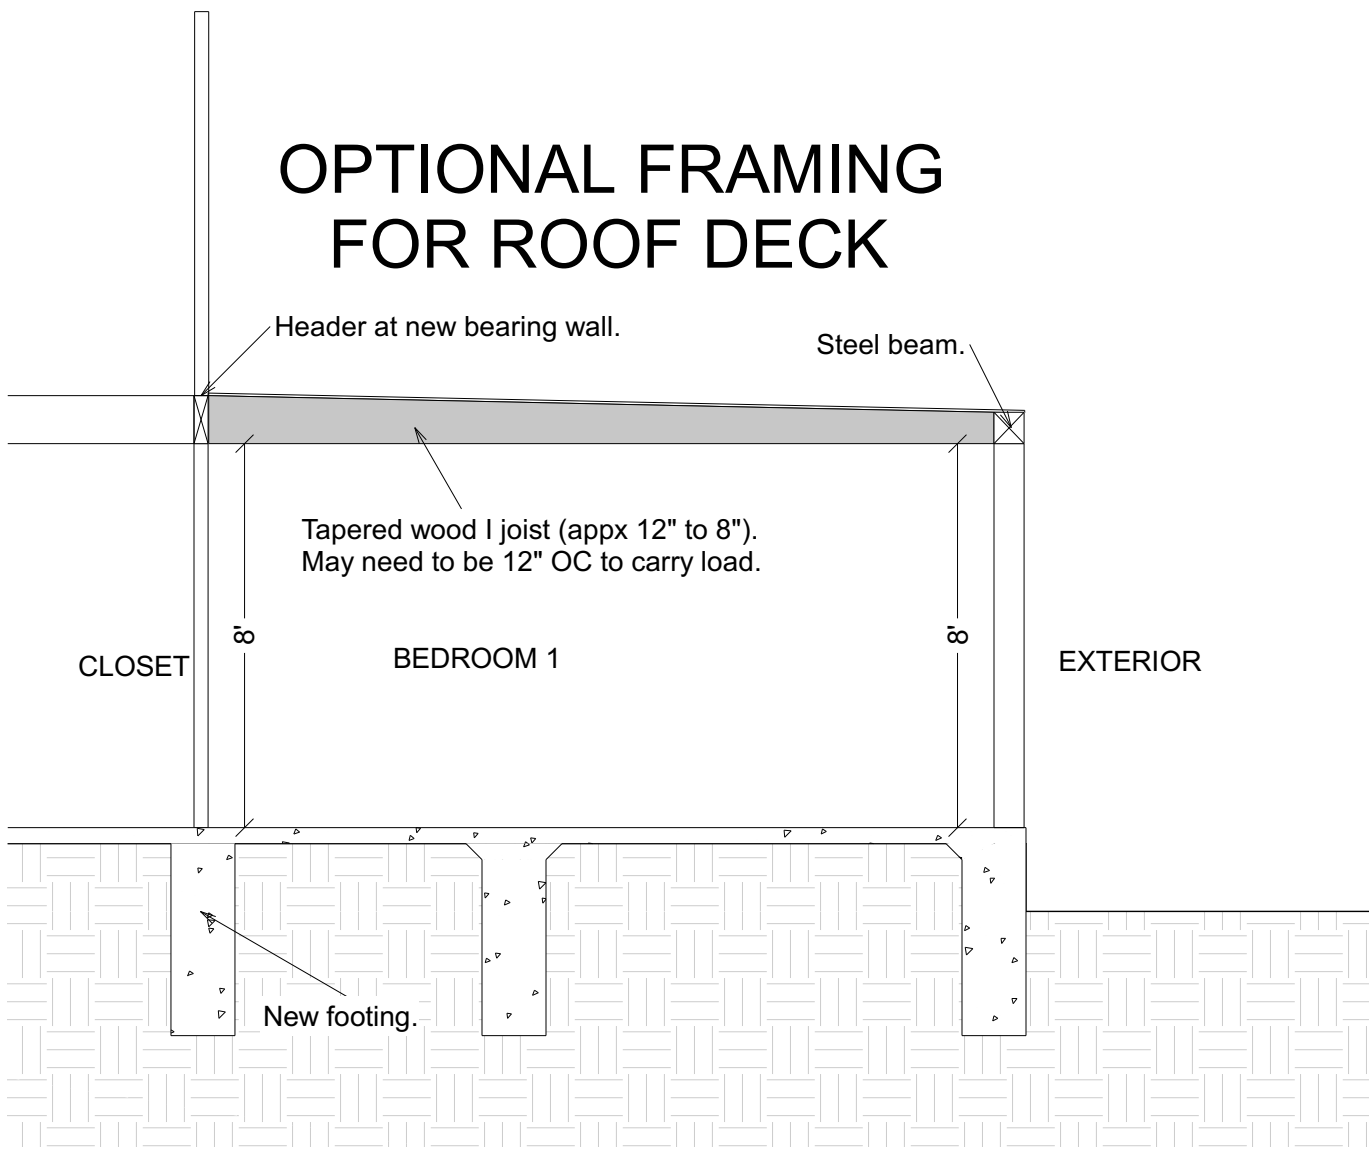 OPTIONAL FRAMING
FOR ROOF DECK
Header at new bearing wall.
Steel beam.
Tapered wood I joist (appx 12" to 8").
May need to be 12" OC to carry load.
8'
8'
CLOSET
BEDROOM 1
EXTERIOR
New footing.